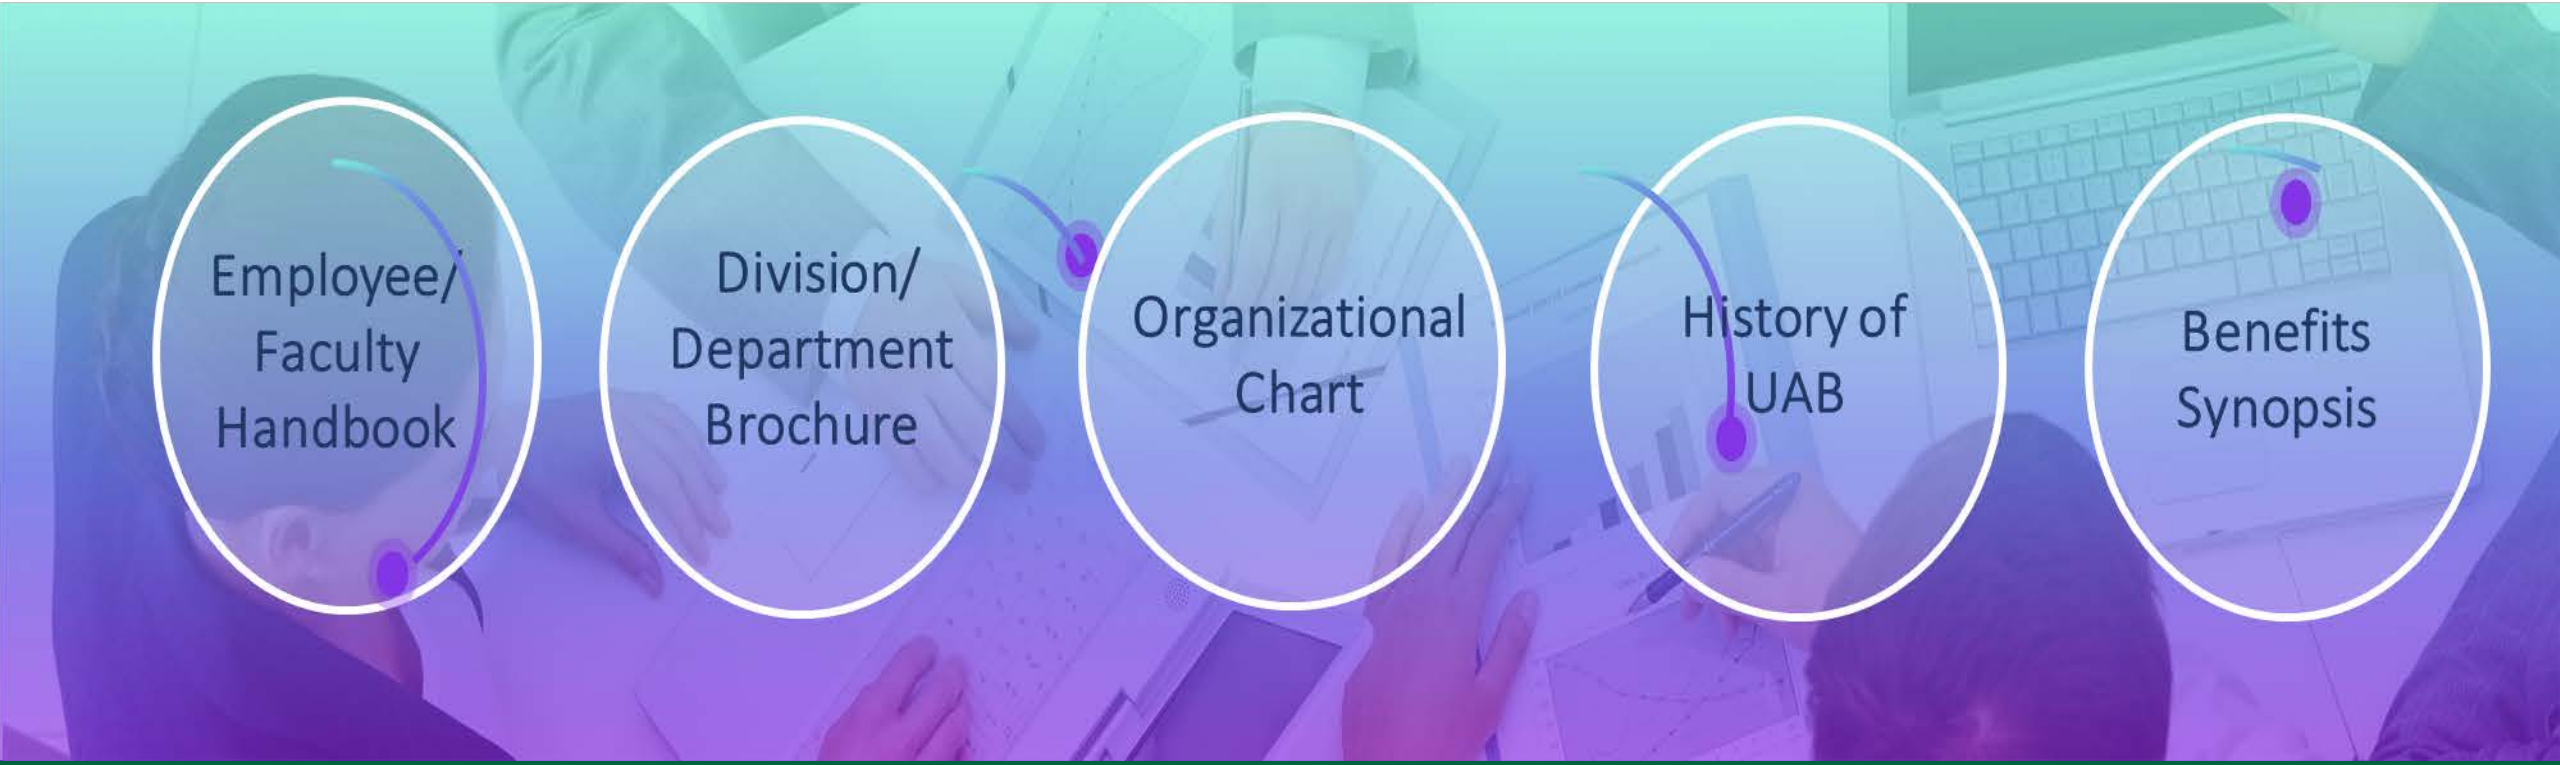 Employee/
Faculty
Handbook
Division/
Department
Brochure
Organizational
Chart
History of
UAB
Benefits
Synopsis